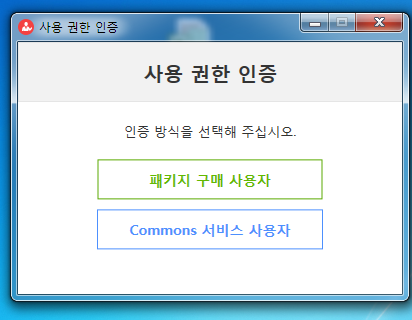 사용 권한 인증
사용 권한 인증
인증 방식을 선택해 주십시오.
패키지 구매 사용자
Commons 서비스 사용자